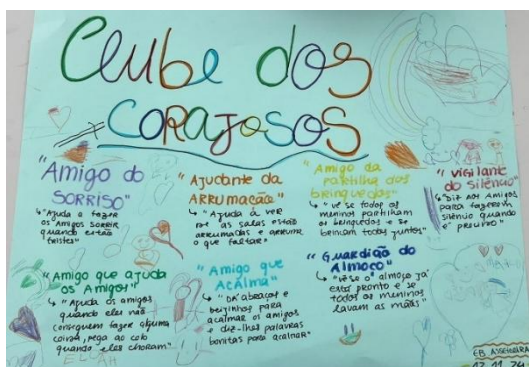 Clube dos
CORAJOSOS
"Amigo do
SORRISO"
↳ "Ajuda a fazer
os Amigos sorrir
quando estão
tristes"
"Ajudante da
ARRUMAÇÃO"
↳ "Ajuda a ver
se as salas estão
arrumadas e arruma
o que faltar"
"Amigo da
partilha dos
brinquedos"
↳ "vê se todos os
meninos partilham
os brinquedos e se
brincam todos juntos"
"Vigilante
do silêncio"
↳ "Diz aos Amigos
para fazerem
silêncio quando
é preciso"
"Amigo que ajuda
os Amigos"
↳ "Ajuda os amigos
quando eles não
conseguem fazer alguma
coisa, pega ao colo
quando eles choram"
"Amigo que
Acalma"
↳ "Dá abraços e
beijinhos para
acalmar os amigos
e diz-lhes palavras
bonitas para acalmar"
"Guardião do
Almoço"
↳ "Vê se o almoço já
está pronto e se
todos os meninos
lavam as mãos"
EB
12.11.24